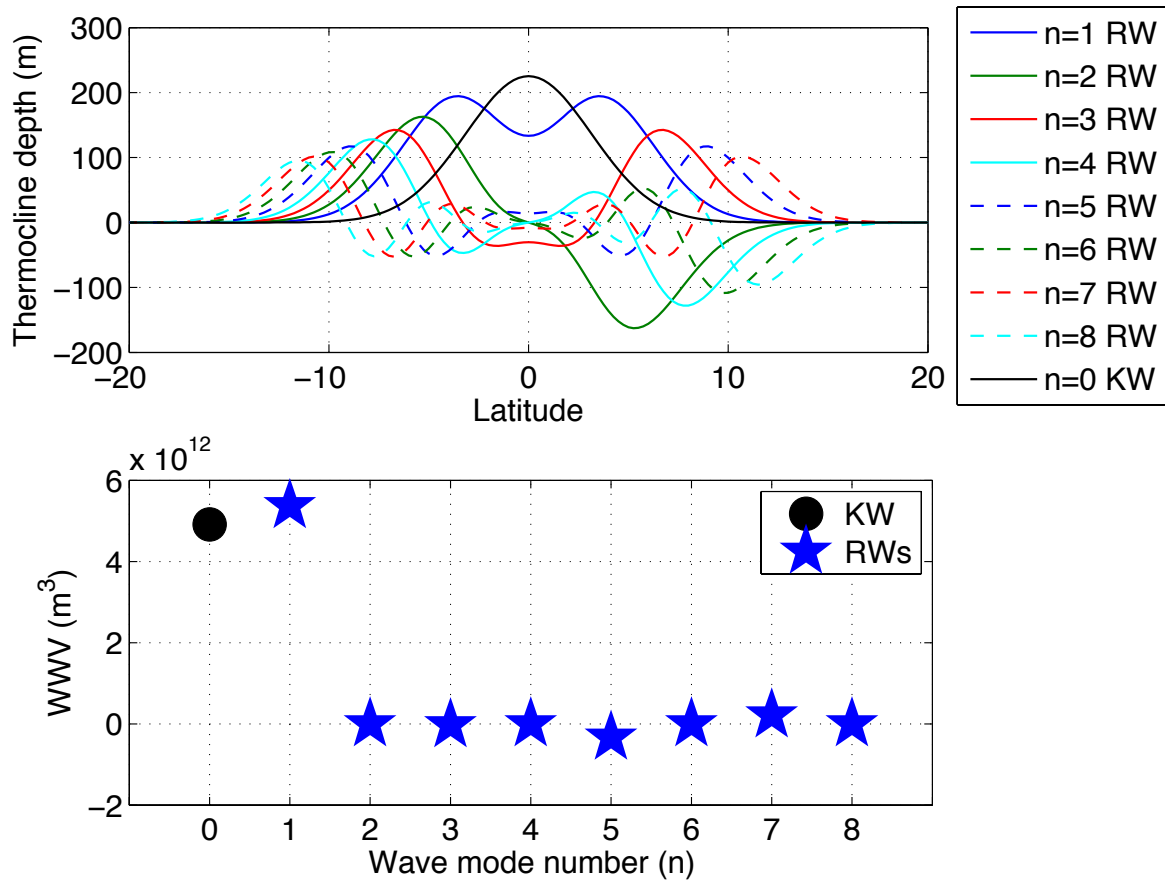 300
200
100
0
−100
−200
Thermocline depth (m)
−20
−10
0
10
20
Latitude
n=1 RW
n=2 RW
n=3 RW
n=4 RW
n=5 RW
n=6 RW
n=7 RW
n=8 RW
n=0 KW
x 10^12
6
4
2
0
−2
WWV (m^3)
KW
RWs
0
1
2
3
4
5
6
7
8
Wave mode number (n)